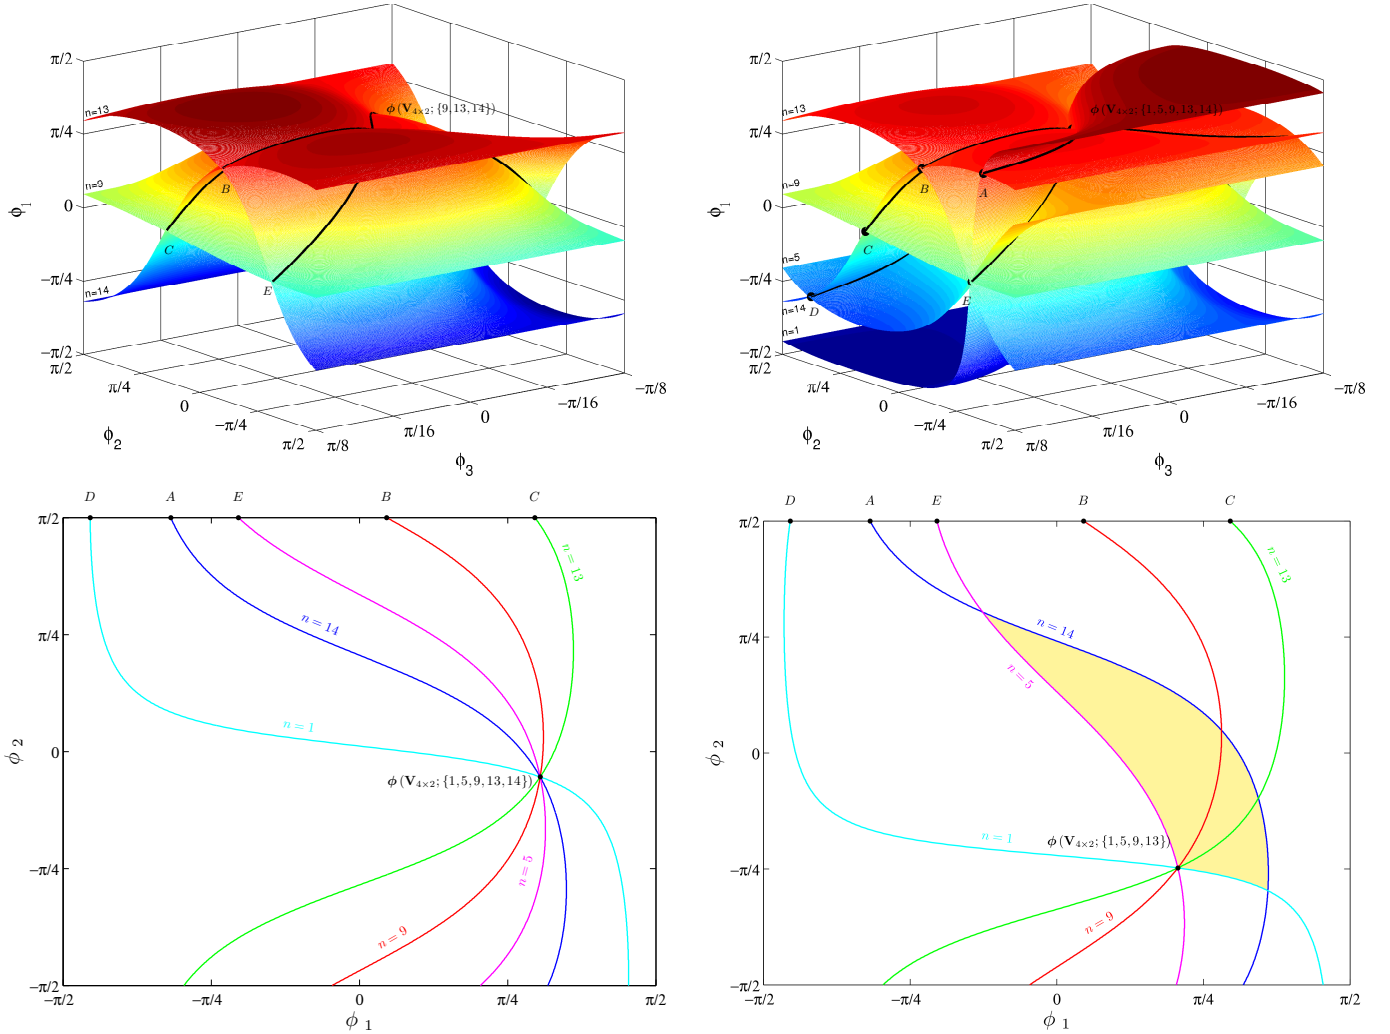 π/2
π/4
0
−π/4
−π/2
ϕ1
n=13
n=9
n=14
ϕ(V4×2;{9,13,14})
B
C
E
π/2
π/4
0
−π/4
π/2
ϕ2
π/8
π/16
0
−π/16
−π/8
ϕ3
π/2
π/4
0
−π/4
−π/2
ϕ1
n=13
n=9
n=5
n=14
n=1
ϕ(V4×2;{1,5,9,13,14})
B
A
C
D
E
π/2
π/4
0
−π/4
π/2
ϕ2
π/8
π/16
0
−π/16
−π/8
ϕ3
D A E B C
π/2
π/4
0
−π/4
−π/2
ϕ 2
n = 13
n = 14
n = 1
ϕ(V4×2;{1,5,9,13,14})
n = 5
n = 9
−π/2 −π/4 0 π/4 π/2
ϕ 1
D A E B C
π/2
π/4
0
−π/4
−π/2
ϕ 2
n = 13
n = 14
n = 5
n = 1
ϕ(V4×2;{1,5,9,13})
n = 9
−π/2 −π/4 0 π/4 π/2
ϕ 1